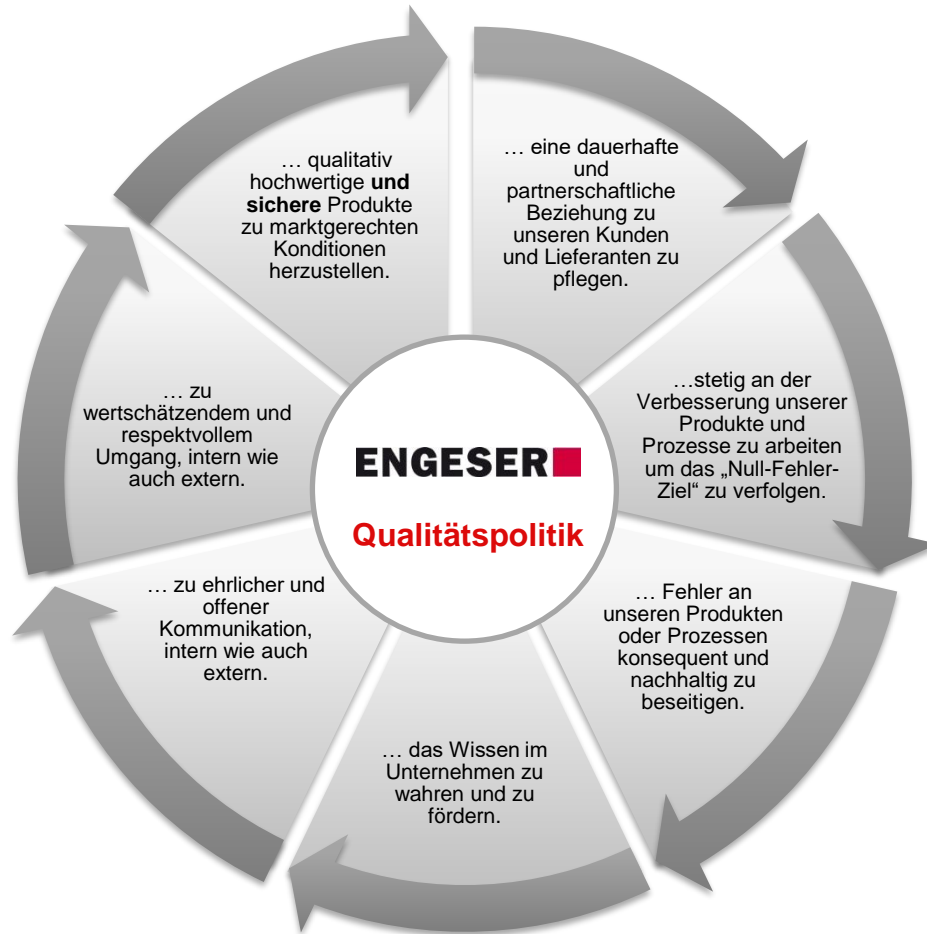 … qualitativ
hochwertige und
sichere Produkte
zu marktgerechten
Konditionen
herzustellen.
… eine dauerhafte
und
partnerschaftliche
Beziehung zu
unseren Kunden
und Lieferanten zu
pflegen.
…stetig an der
Verbesserung unserer
Produkte und
Prozesse zu arbeiten
um das „Null-Fehler-
Ziel“ zu verfolgen.
… Fehler an
unseren Produkten
oder Prozessen
konsequent und
nachhaltig zu
beseitigen.
… das Wissen im
Unternehmen zu
wahren und zu
fördern.
… zu ehrlicher und
offener
Kommunikation,
intern wie auch
extern.
… zu
wertschätzendem und
respektvollem
Umgang, intern wie
auch extern.
ENGESER
Qualitätspolitik